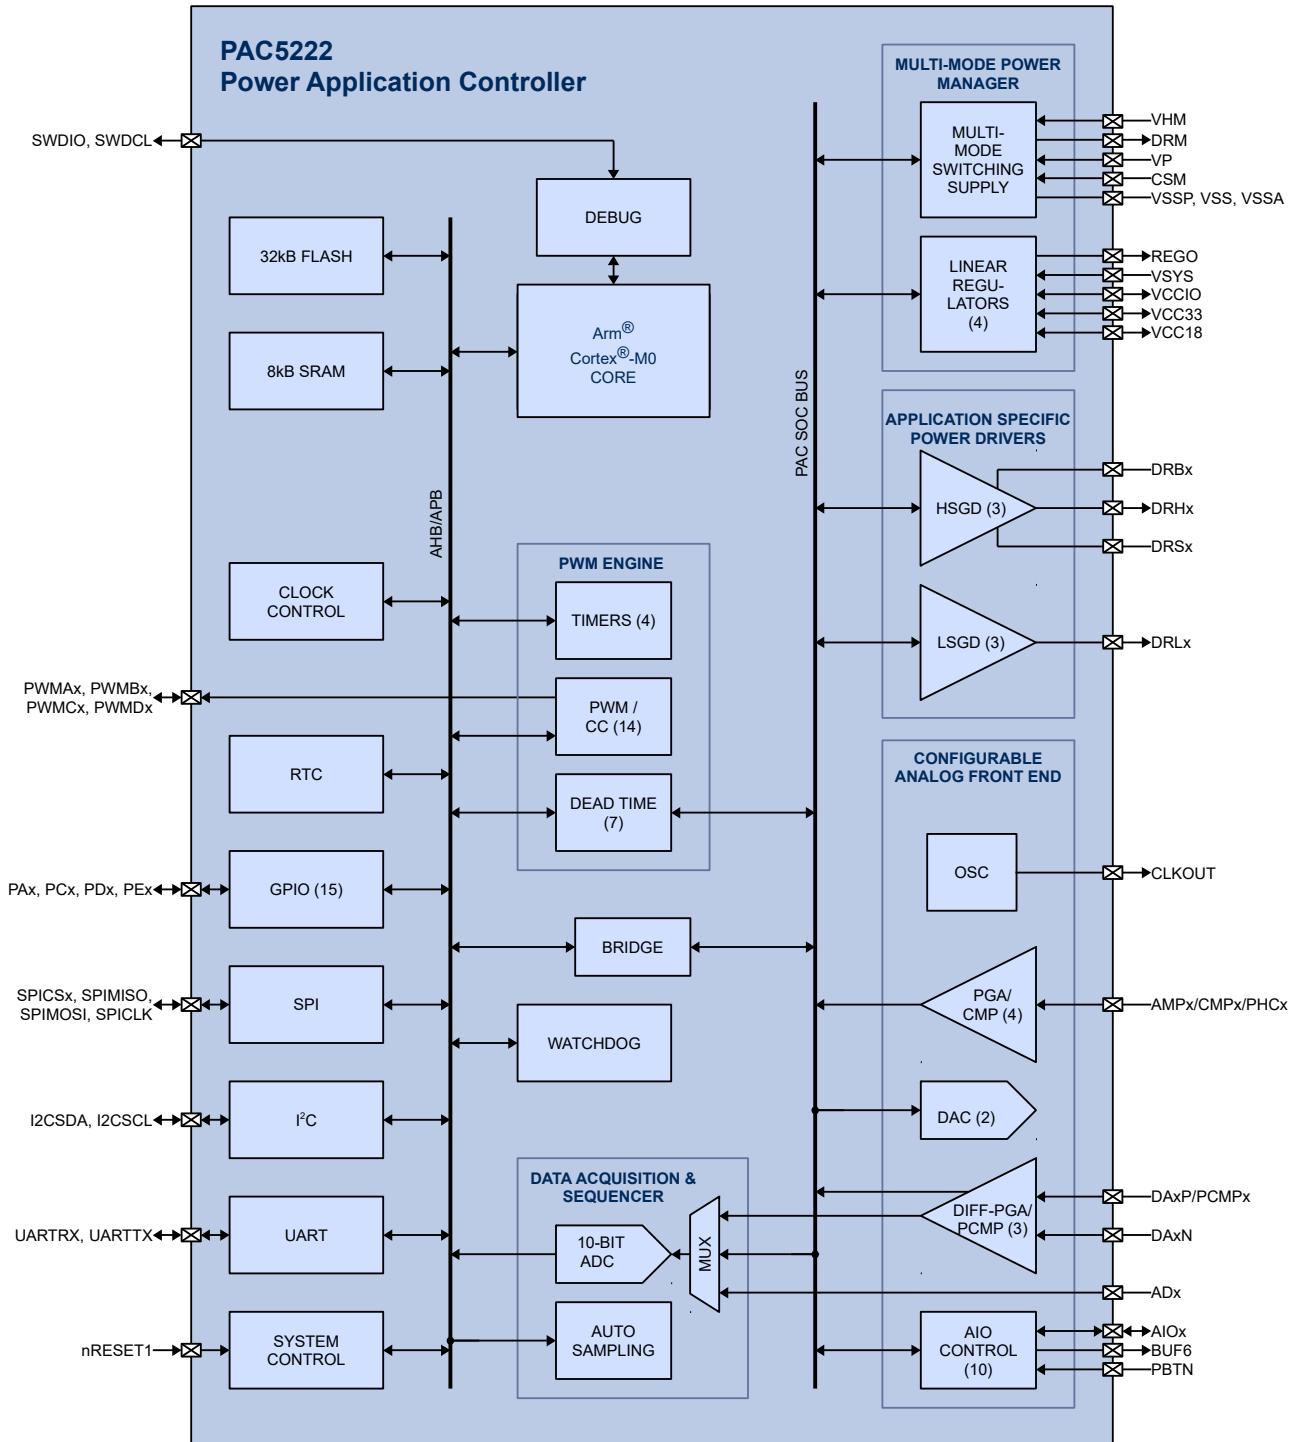 PAC5222
Power Application Controller
SWDIO, SWDCL
DEBUG
32kB FLASH
Arm®
Cortex®-M0
CORE
8kB SRAM
AHB/APB
PAC SOC BUS
CLOCK
CONTROL
PWM ENGINE
TIMERS (4)
PWMAx, PWMBx,
PWMCx, PWMDx
PWM /
CC (14)
RTC
DEAD TIME
(7)
PAx, PCx, PDx, PEx
GPIO (15)
BRIDGE
SPICSx, SPIMISO,
SPIMOSI, SPICLK
SPI
WATCHDOG
I2CSDA, I2CSCL
I²C
DATA ACQUISITION &
SEQUENCER
UARTRX, UARTTX
UART
10-BIT
ADC
MUX
nRESET1
SYSTEM
CONTROL
AUTO
SAMPLING
MULTI-MODE POWER
MANAGER
MULTI-
MODE
SWITCHING
SUPPLY
VHM
DRM
VP
CSM
VSSP, VSS, VSSA
LINEAR
REGU-
LATORS
(4)
REGO
VSYS
VCCIO
VCC33
VCC18
APPLICATION SPECIFIC
POWER DRIVERS
HSGD (3)
DRBx
DRHx
DRSx
LSGD (3)
DRLx
CONFIGURABLE
ANALOG FRONT END
OSC
CLKOUT
PGA/
CMP (4)
AMPx/CMPx/PHCx
DAC (2)
DIFF-PGA/
PCMP (3)
DAxP/PCMPx
DAxN
ADx
AIO
CONTROL
(10)
AIOx
BUF6
PBTN